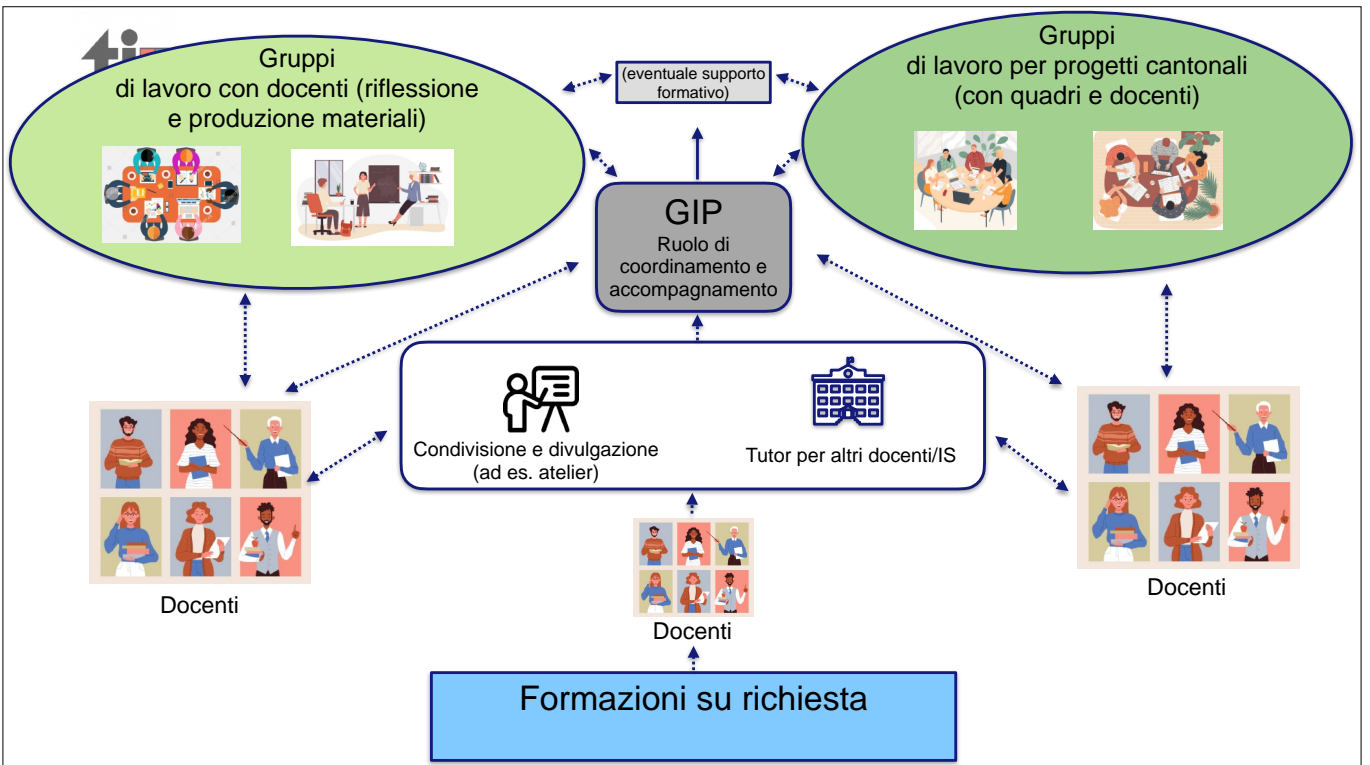 Gruppi
di lavoro con docenti (riflessione
e produzione materiali)
(eventuale supporto
formativo)
Gruppi
di lavoro per progetti cantonali
(con quadri e docenti)
GIP
Ruolo di
coordinamento e
accompagnamento
Condivisione e divulgazione
(ad es. atelier)
Tutor per altri docenti/IS
Docenti
Docenti
Docenti
Formazioni su richiesta